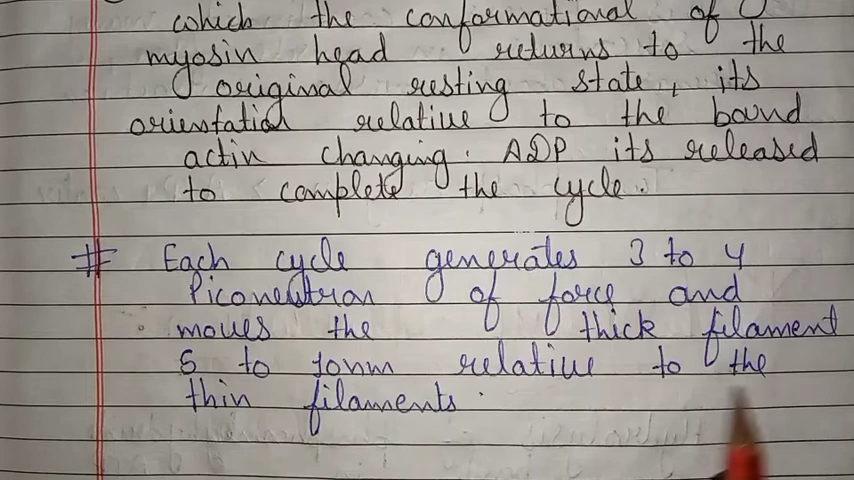 which the conformational of
myosin head returns to the
original resting state, its
orientatial relative to the bound
actin changing. ADP its released
to complete the cycle.
# Each cycle generates 3 to 4
Piconeutran of force and
moves the thick filament
5 to 10nm relative to the
thin filaments.